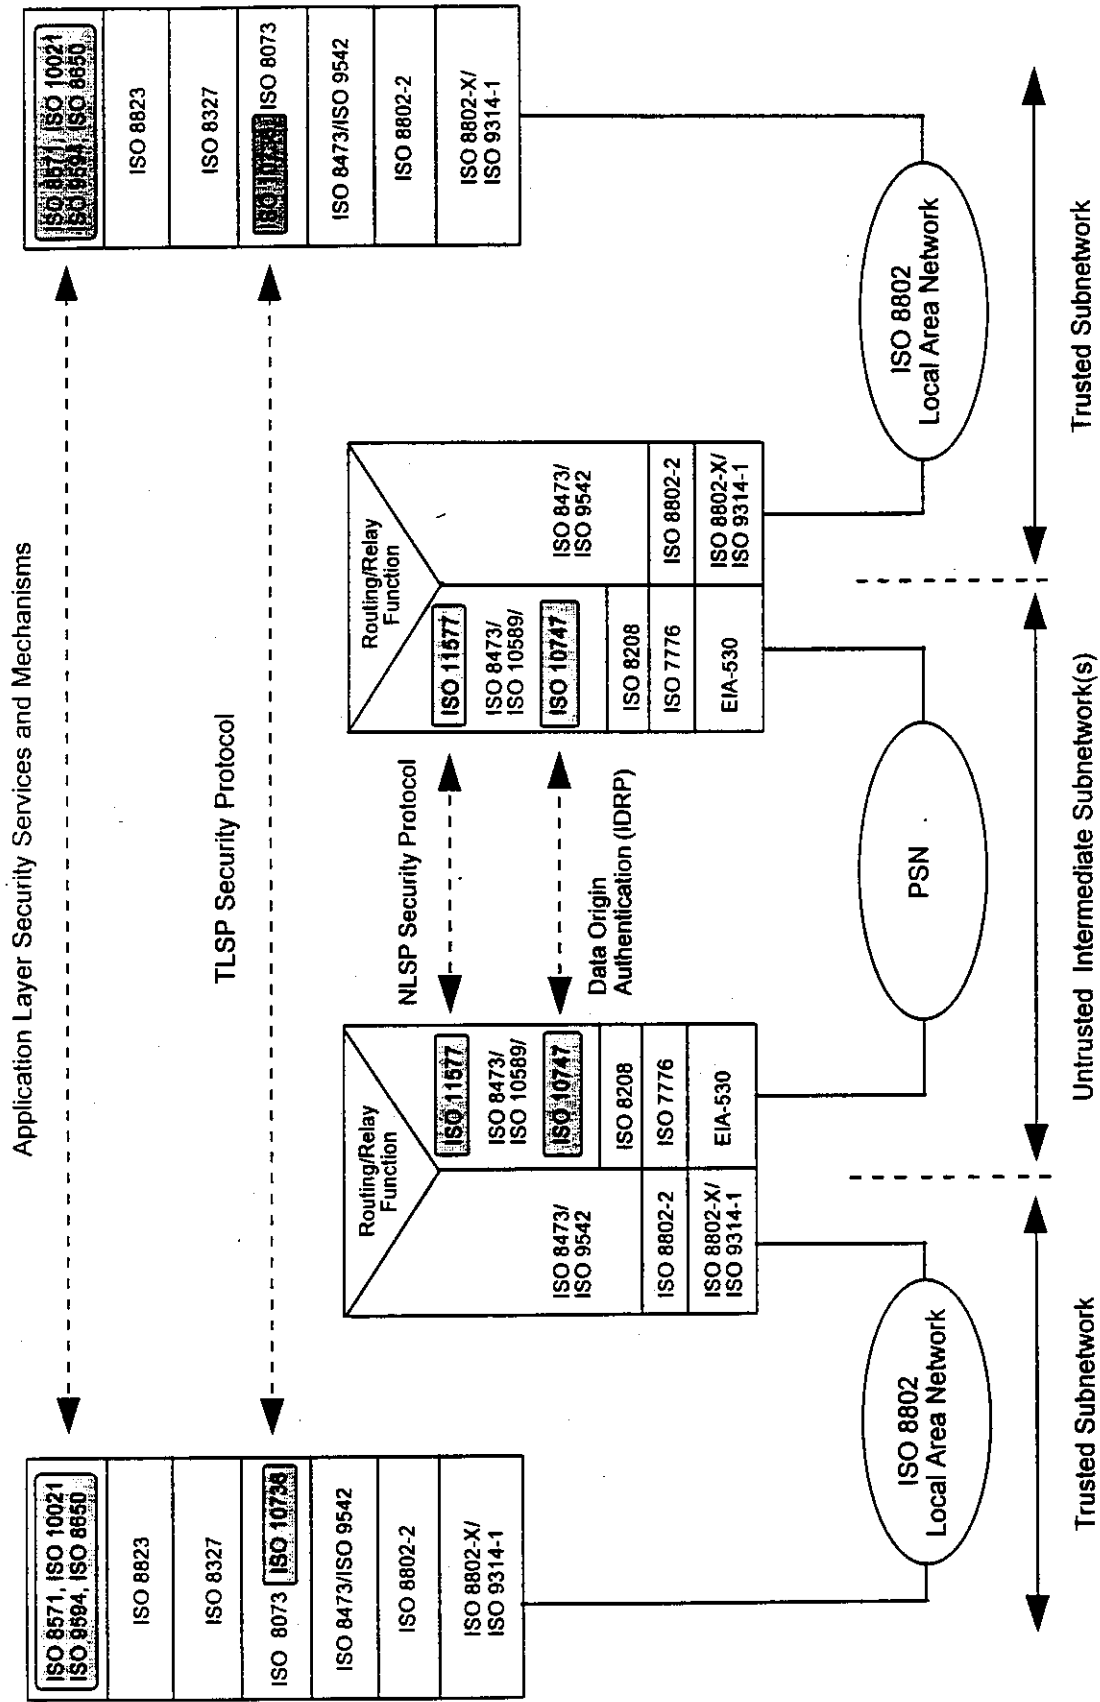 Application Layer Security Services and Mechanisms
TLSP Security Protocol
ISO 8571, ISO 10021
ISO 9594, ISO 8650
ISO 8823
ISO 8327
ISO 8073 ISO 10736
ISO 8473/ISO 9542
ISO 8802-2
ISO 8802-X/
ISO 9314-1
Routing/Relay
Function
ISO 8473/
ISO 9542
ISO 8802-2
ISO 8802-X/
ISO 9314-1
ISO 11577
ISO 8473/
ISO 10589/
ISO 10747
ISO 8208
ISO 7776
EIA-530
NLSP Security Protocol
Data Origin
Authentication (IDRP)
Routing/Relay
Function
ISO 11577
ISO 8473/
ISO 10589/
ISO 10747
ISO 8208
ISO 7776
EIA-530
ISO 8473/
ISO 9542
ISO 8802-2
ISO 8802-X/
ISO 9314-1
ISO 8571, ISO 10021
ISO 9594, ISO 8650
ISO 8823
ISO 8327
ISO 10736 ISO 8073
ISO 8473/ISO 9542
ISO 8802-2
ISO 8802-X/
ISO 9314-1
ISO 8802
Local Area Network
PSN
ISO 8802
Local Area Network
Trusted Subnetwork
Untrusted Intermediate Subnetwork(s)
Trusted Subnetwork